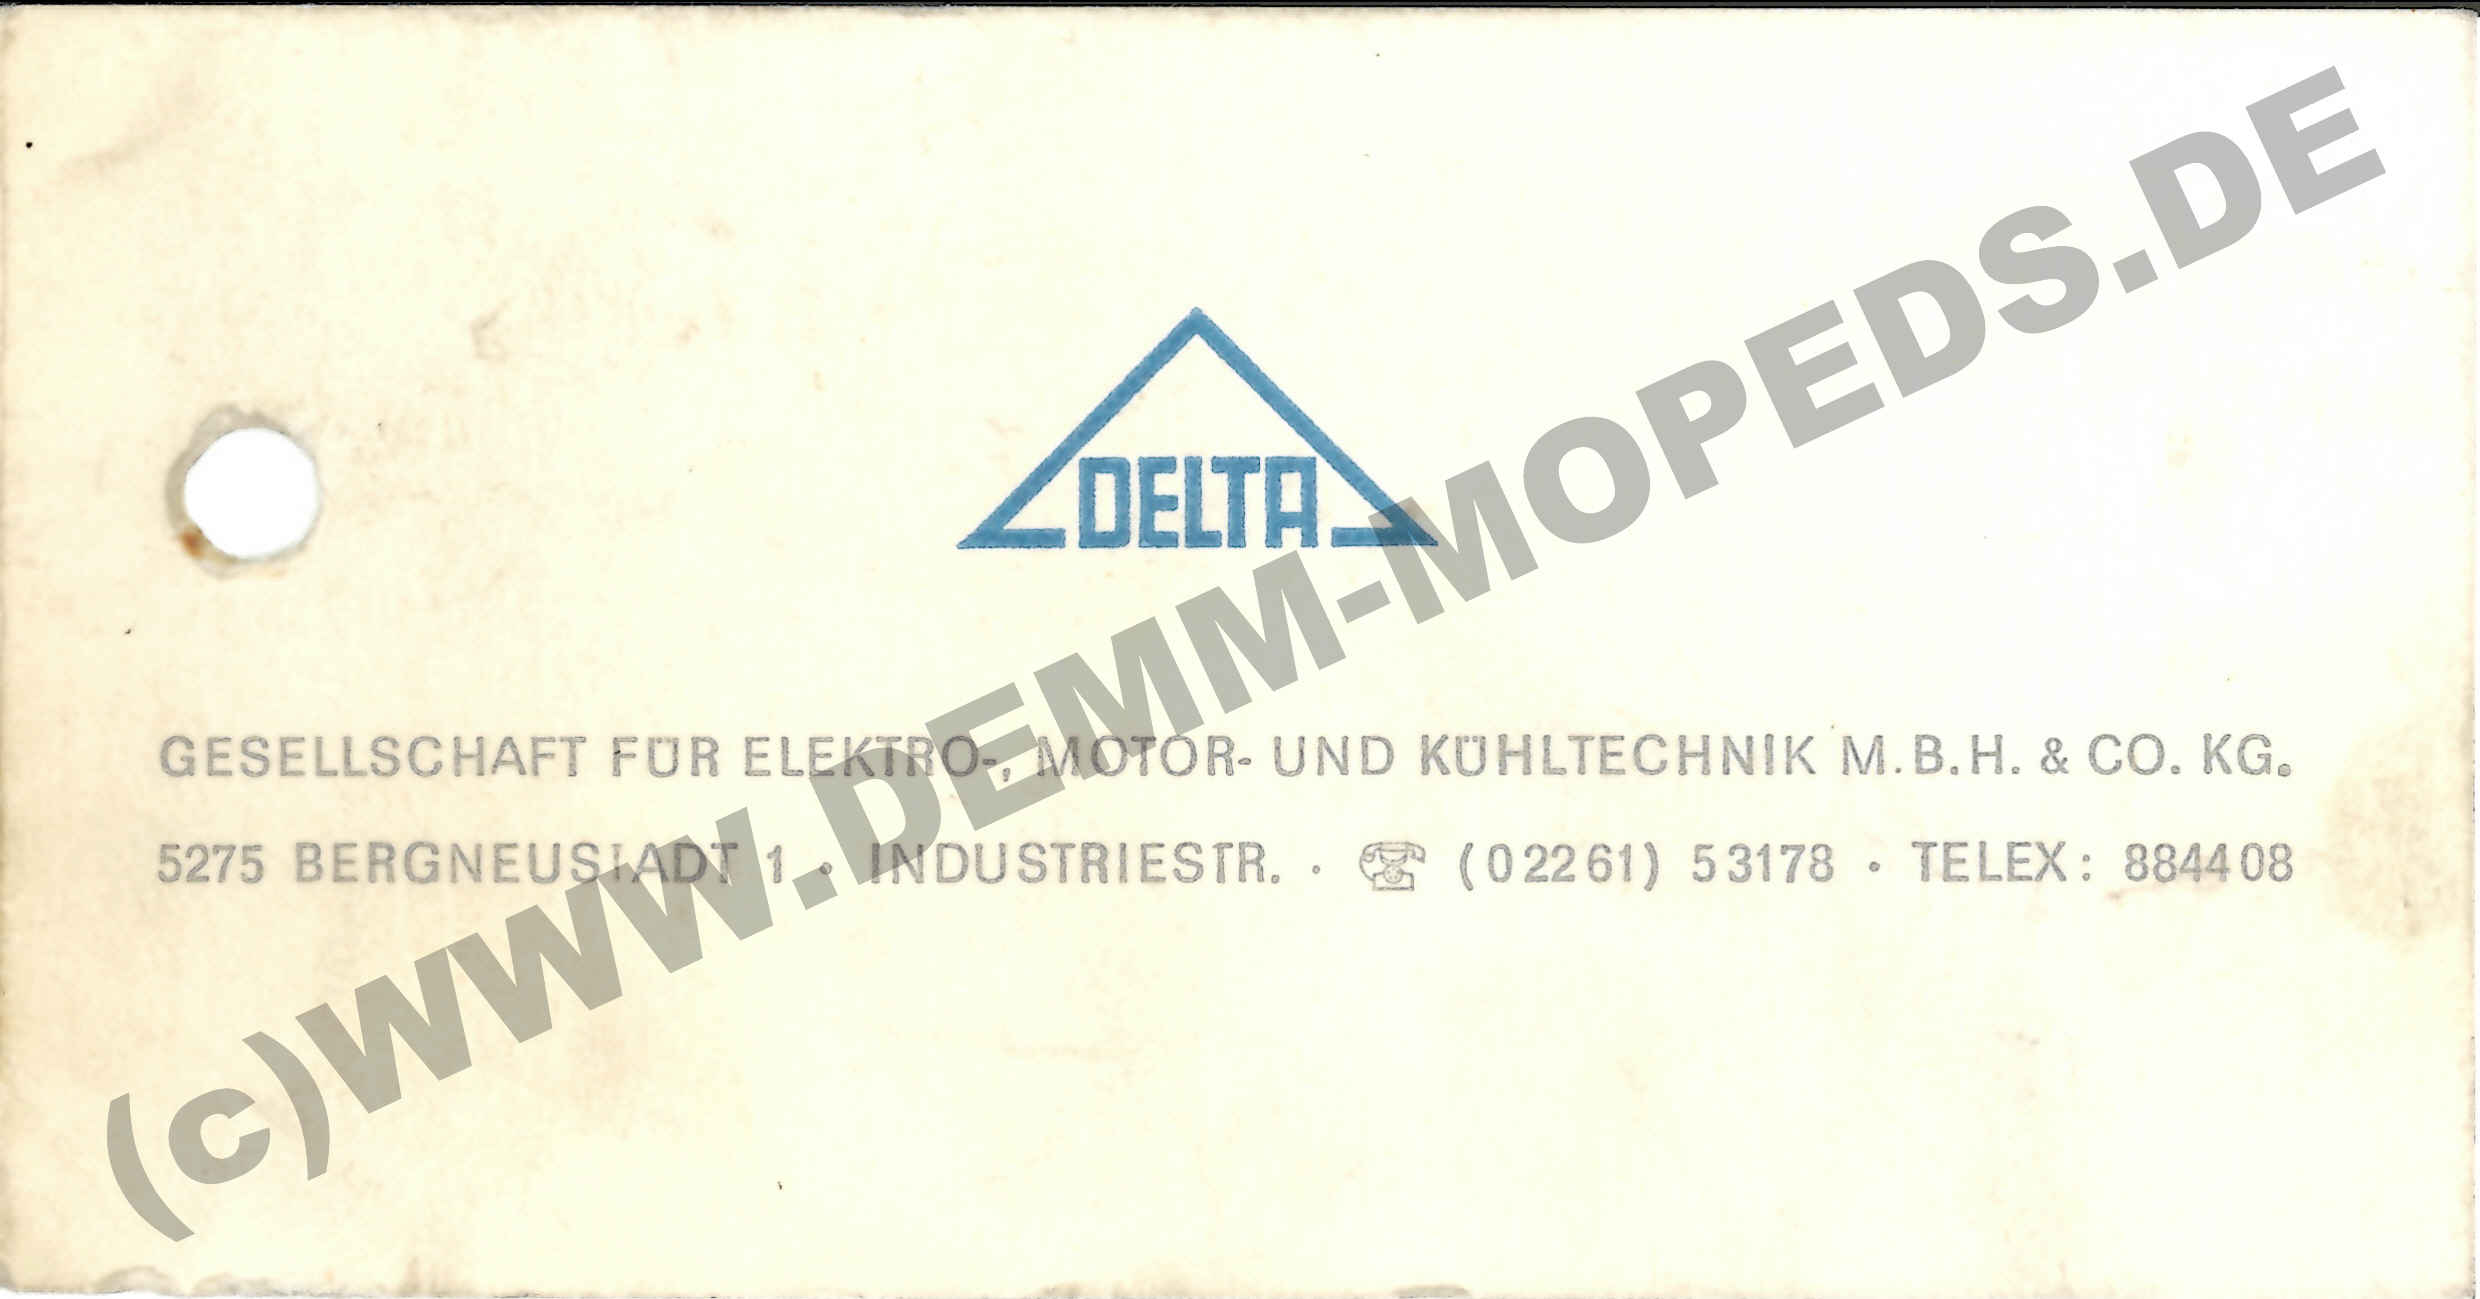 DELTA
GESELLSCHAFT FÜR ELEKTRO-, MOTOR- UND KÜHLTECHNIK M.B.H. & CO. KG.
5275 BERGNEUSTADT 1 • INDUSTRIESTR. • ☎ (02261) 53178 • TELEX: 884408
(c)WWW.DEMM-MOPEDS.DE